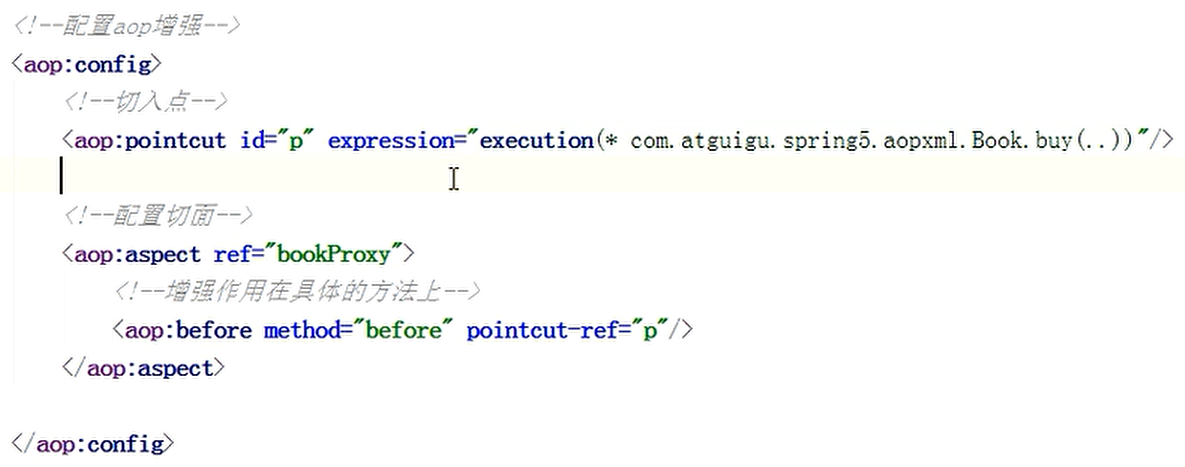 <!--配置aop增强-->
<aop:config>
<!--切入点-->
<aop:pointcut id="p" expression="execution(* com.atguigu.spring5.aopxml.Book.buy(..))"/>
<!--配置切面-->
<aop:aspect ref="bookProxy">
<!--增强作用在具体的方法上-->
<aop:before method="before" pointcut-ref="p"/>
</aop:aspect>
</aop:config>